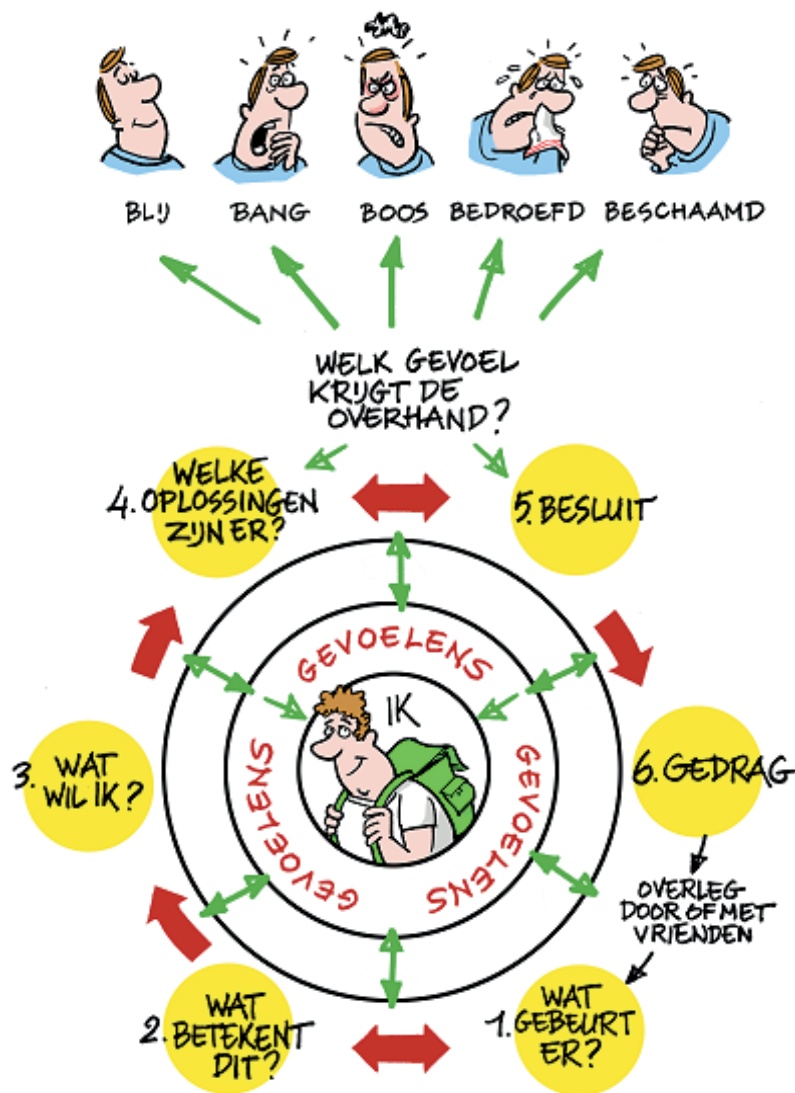 BLIJ
BANG
BOOS
BEDROEFD
BESCHAAMD
WELK GEVOEL
KRIJGT DE
OVERHAND?
WELKE
4. OPLOSSINGEN
ZIJN ER?
5. BESLUIT
GEVOELENS
IK
GEVOELENS
GEVOELENS
3. WAT
WIL IK?
6. GEDRAG
OVERLEG
DOOR OF MET
VRIENDEN
WAT
2. BETEKENT
DIT?
WAT
1. GEBEURT
ER?